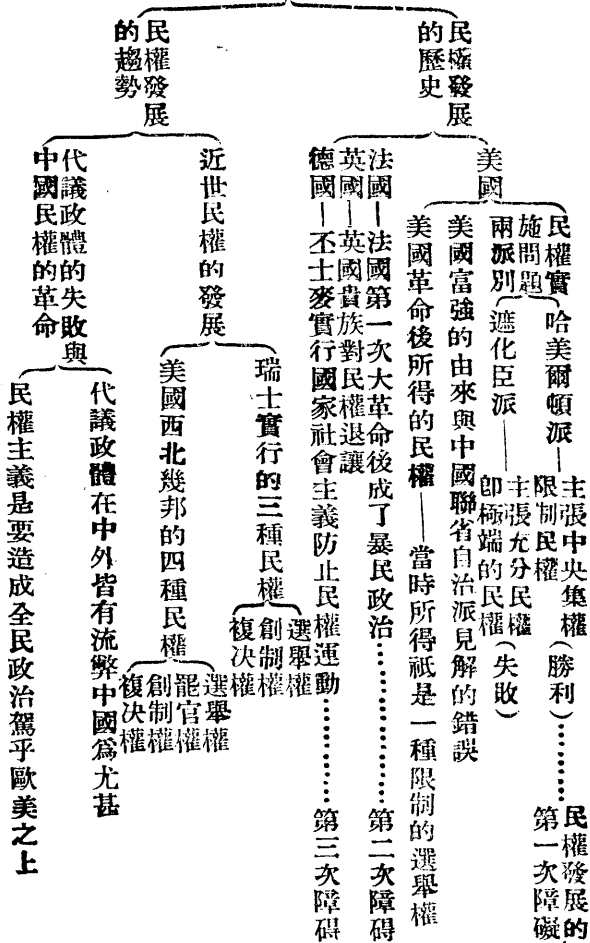 民權發展
的歷史
美國
民權實
施問題
兩派別
哈美爾頓派——主張中央集權
限制民權(勝利)………民權發展的
第一次障礙
遮化臣派——主張充分民權
卽極端的民權(失敗)
美國富強的由來與中國聯省自治派見解的錯誤
美國革命後所得的民權——當時所得祇是一種限制的選舉權
法國—法國第一次大革命後成了暴民政治………………第二次障碍
英國—英國貴族對民權退讓
德國—丕士麥實行國家社會主義防止民權運動…………第三次障碍
民權發展
的趨勢
近世民權的發展
瑞士實行的三種民權
選舉權
創制權
複决權
美國西北幾邦的四種民權
選舉權
罷官權
創制權
複决權
代議政體的失敗與
中國民權的革命
代議政體在中外皆有流弊中國爲尤甚
民權主義是要造成全民政治駕乎歐美之上